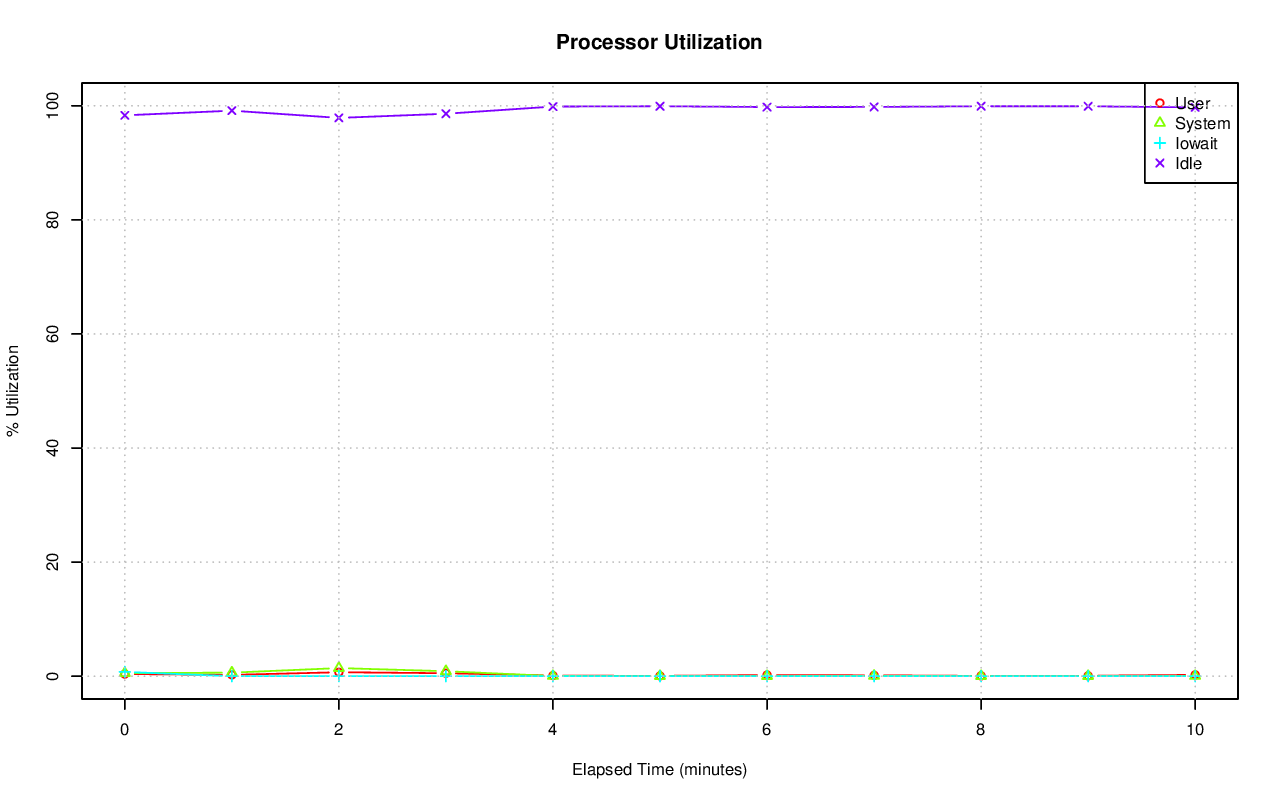 Processor Utilization
100
80
60
40
20
0
% Utilization
User
System
Iowait
Idle
0 2 4 6 8 10
Elapsed Time (minutes)